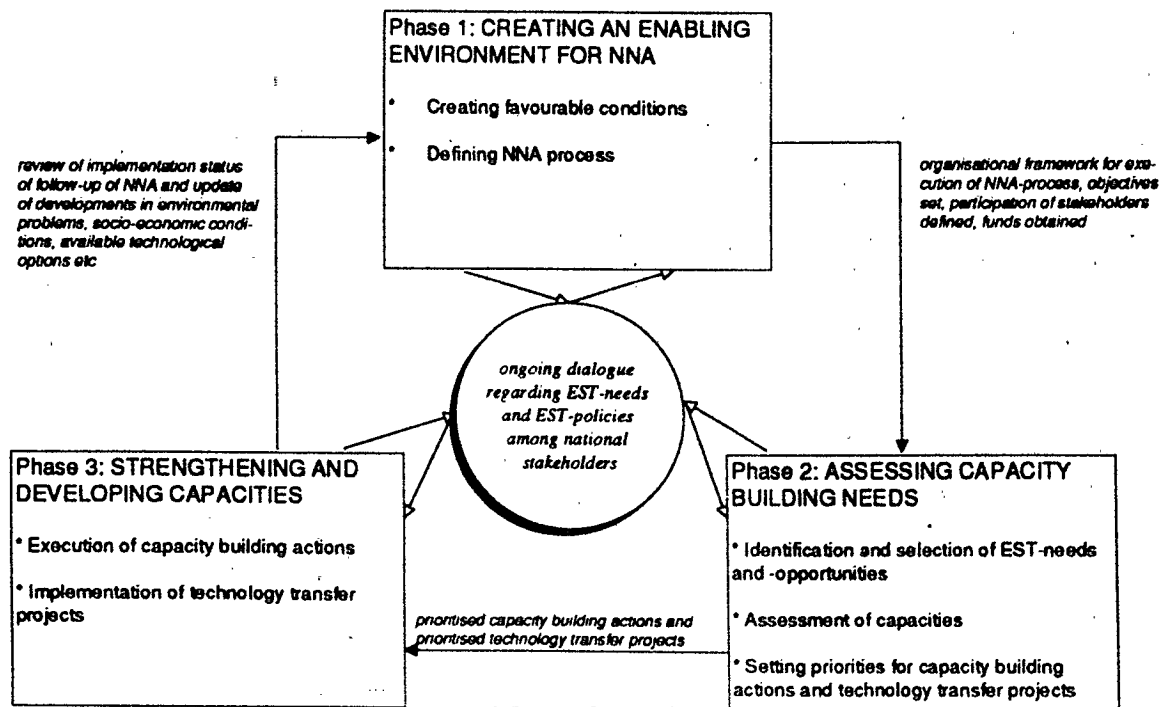 Phase 1: CREATING AN ENABLING
ENVIRONMENT FOR NNA
* Creating favourable conditions
* Defining NNA process
review of implementation status
of follow-up of NNA and update
of developments in environmental
problems, socio-economic condi-
tions, available technological
options etc
organisational framework for exe-
cution of NNA-process, objectives
set, participation of stakeholders
defined, funds obtained
ongoing dialogue
regarding EST-needs
and EST-policies
among national
stakeholders
Phase 3: STRENGTHENING AND
DEVELOPING CAPACITIES
* Execution of capacity building actions
* Implementation of technology transfer
projects
prioritised capacity building actions and
prioritised technology transfer projects
Phase 2: ASSESSING CAPACITY
BUILDING NEEDS
* Identification and selection of EST-needs
and -opportunities
* Assessment of capacities
* Setting priorities for capacity building
actions and technology transfer projects